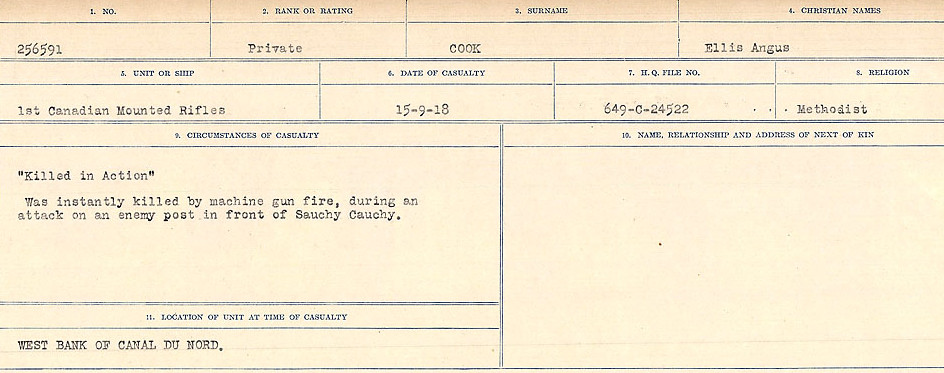 1. NO. 2. RANK OR RATING 3. SURNAME 4. CHRISTIAN NAMES
256591 Private COOK Ellis Angus
5. UNIT OR SHIP 6. DATE OF CASUALTY 7. H. Q. FILE NO. 8. RELIGION
1st Canadian Mounted Rifles 15-9-18 649-C-24522 . . . Methodist
9. CIRCUMSTANCES OF CASUALTY 10. NAME, RELATIONSHIP AND ADDRESS OF NEXT OF KIN
"Killed in Action"
Was instantly killed by machine gun fire, during an
attack on an enemy post in front of Sauchy Cauchy.
11. LOCATION OF UNIT AT TIME OF CASUALTY
WEST BANK OF CANAL DU NORD.